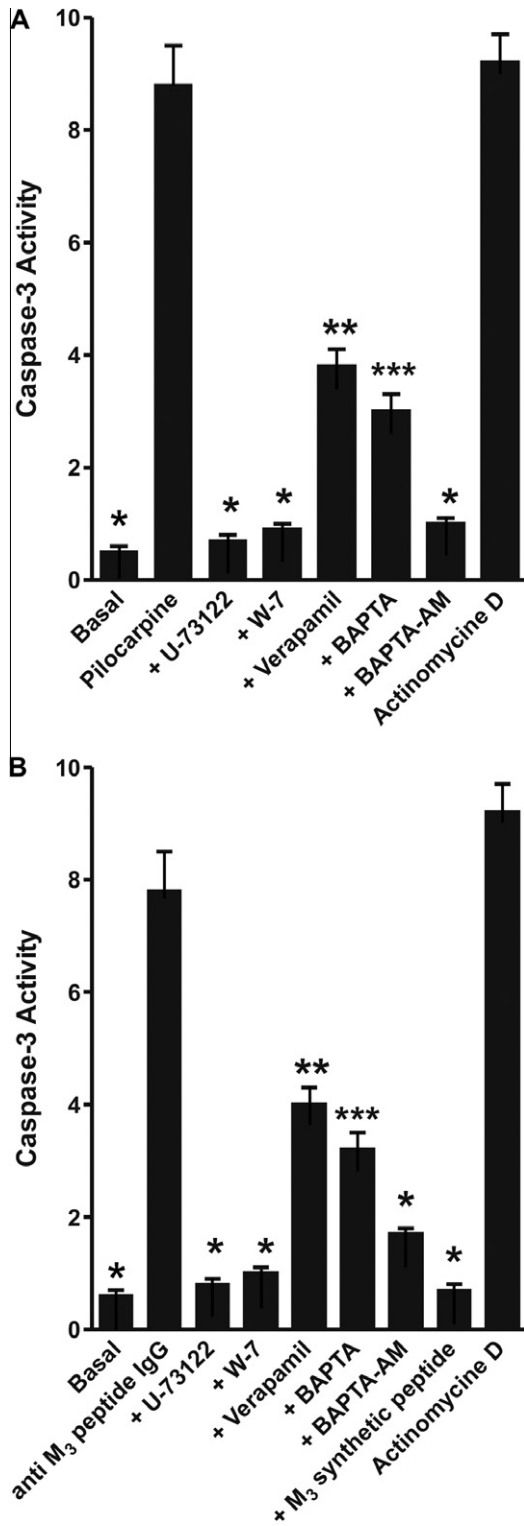 A
10
8
6
4
2
0
Caspase-3 Activity
*
*
*
**
***
*
Basal
Pilocarpine
+ U-73122
+ W-7
+ Verapamil
+ BAPTA
+ BAPTA-AM
Actinomycine D
B
10
8
6
4
2
0
Caspase-3 Activity
*
*
*
**
***
*
*
Basal
anti M₃ peptide IgG
+ U-73122
+ W-7
+ Verapamil
+ BAPTA
+ BAPTA-AM
+ M₃ synthetic peptide
Actinomycine D